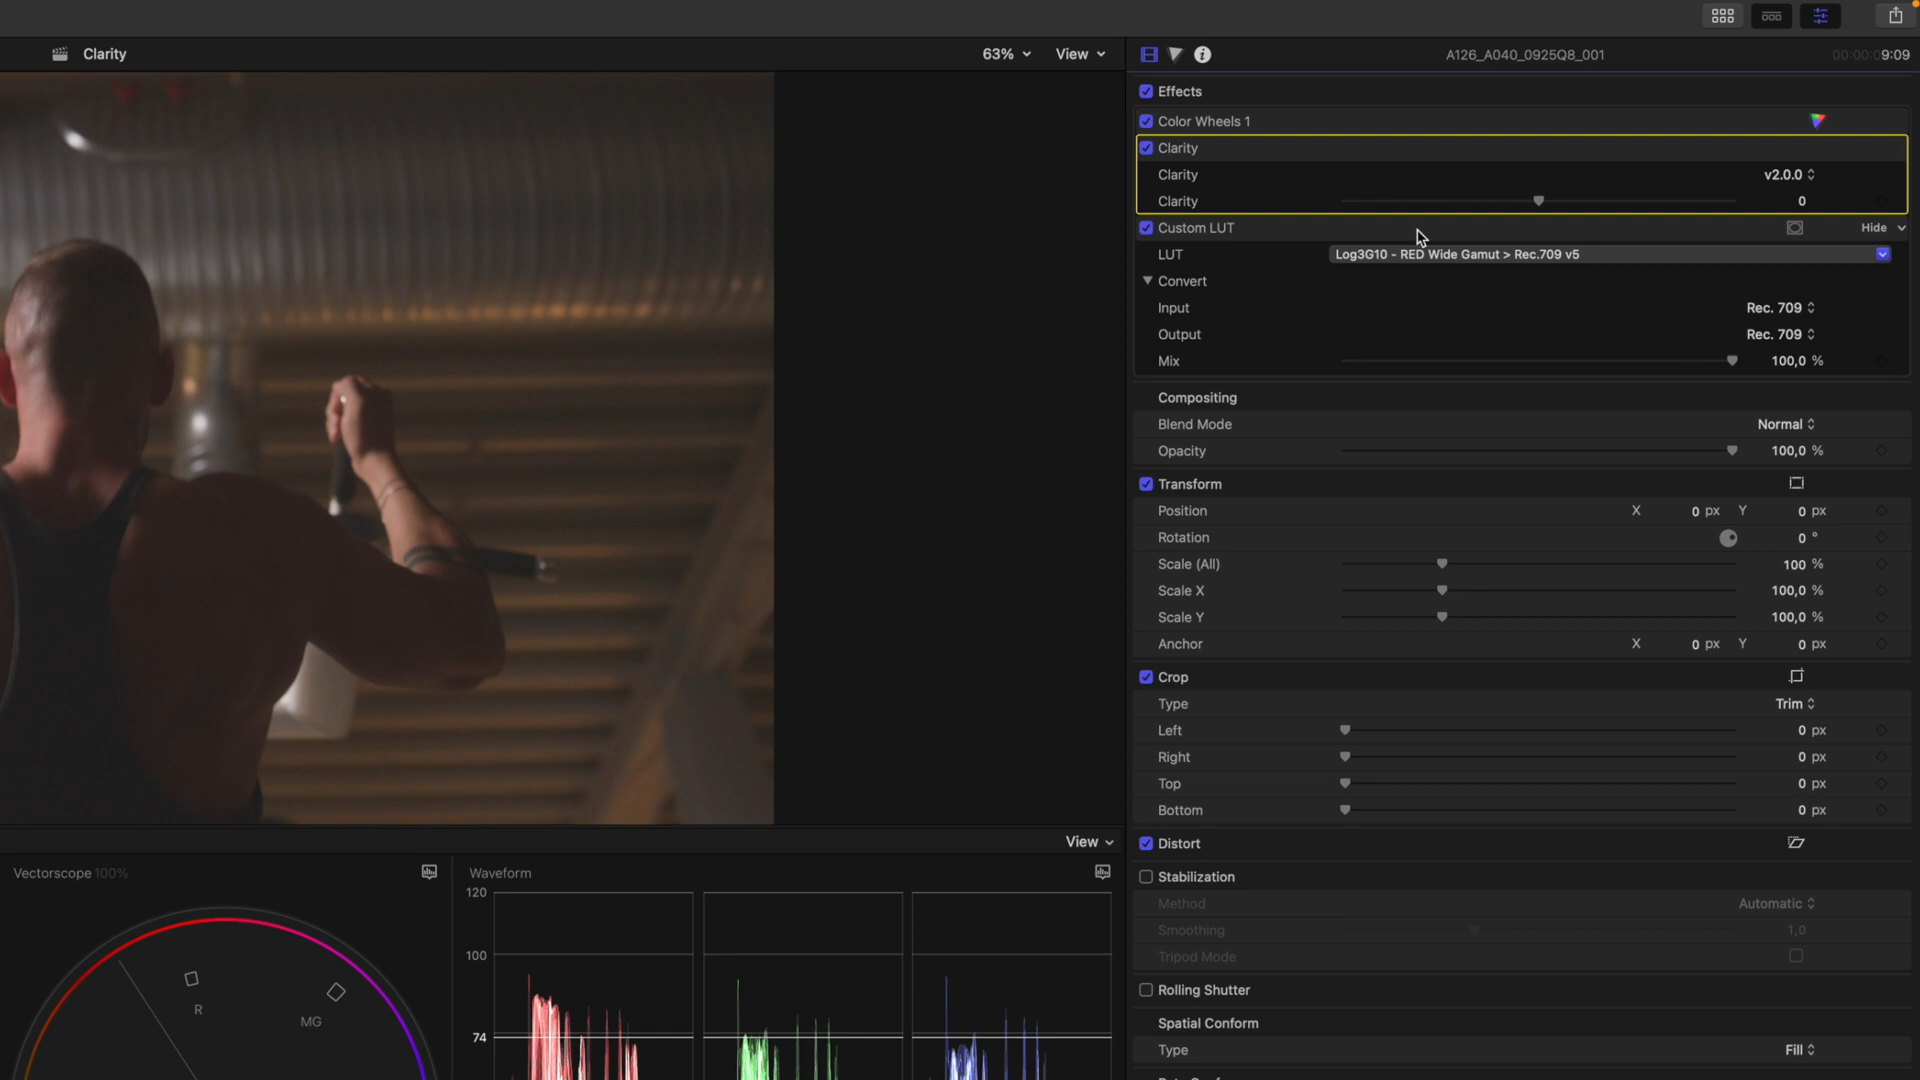 Clarity
63%
View
A126_A040_0925Q8_001
00:00:09:09
Effects
Color Wheels 1
Clarity
Clarity
v2.0.0
Clarity
0
Custom LUT
Hide
LUT
Log3G10 - RED Wide Gamut > Rec.709 v5
Convert
Input
Rec. 709
Output
Rec. 709
Mix
100,0 %
Compositing
Blend Mode
Normal
Opacity
100,0 %
Transform
Position
X 0 px Y 0 px
Rotation
0 °
Scale (All)
100 %
Scale X
100,0 %
Scale Y
100,0 %
Anchor
X 0 px Y 0 px
Crop
Type
Trim
Left
0 px
Right
0 px
Top
0 px
Bottom
0 px
Distort
Stabilization
Method
Automatic
Smoothing
1,0
Tripod Mode
Rolling Shutter
Spatial Conform
Type
Fill
View
Vectorscope 100%
R
MG
Waveform
120
100
74